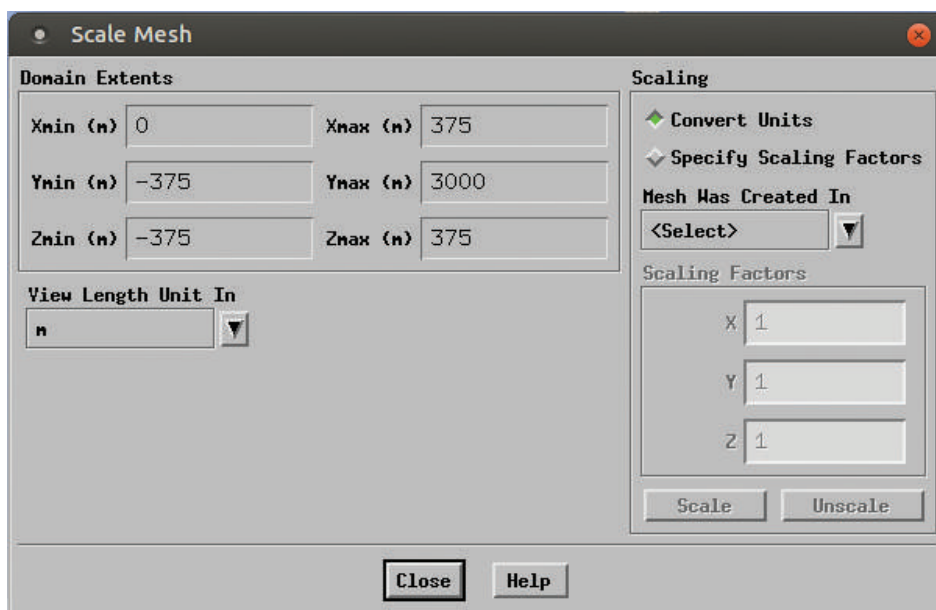 Scale Mesh
Domain Extents
Xmin (m) 0 Xmax (m) 375
Ymin (m) -375 Ymax (m) 3000
Zmin (m) -375 Zmax (m) 375
View Length Unit In
m
Scaling
Convert Units
Specify Scaling Factors
Mesh Was Created In
<Select>
Scaling Factors
X 1
Y 1
Z 1
Scale Unscale
Close Help